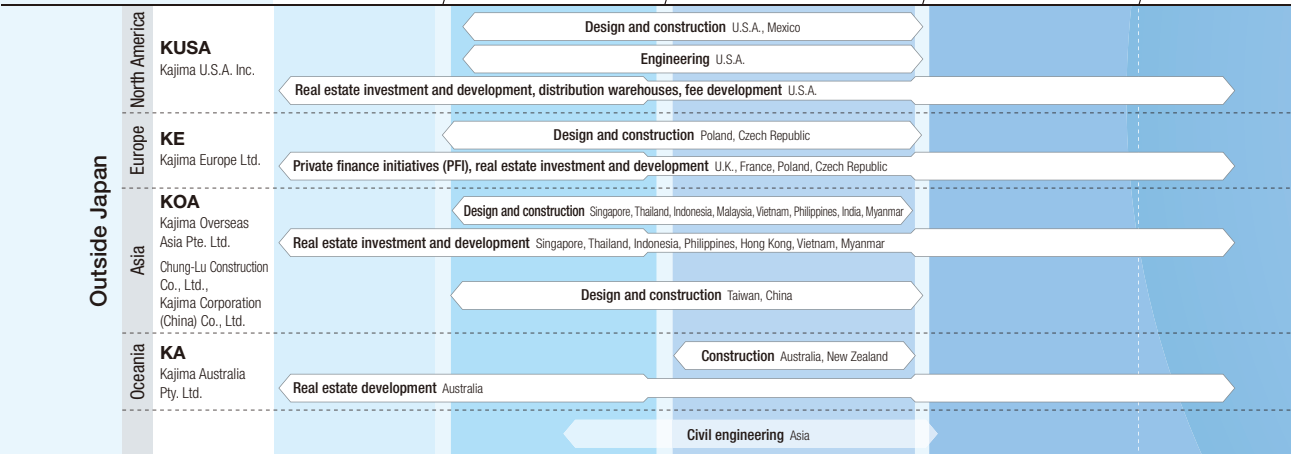 Outside Japan
North America
KUSA
Kajima U.S.A. Inc.
Design and construction U.S.A., Mexico
Engineering U.S.A.
Real estate investment and development, distribution warehouses, fee development U.S.A.
Europe
KE
Kajima Europe Ltd.
Design and construction Poland, Czech Republic
Private finance initiatives (PFI), real estate investment and development U.K., France, Poland, Czech Republic
Asia
KOA
Kajima Overseas
Asia Pte. Ltd.
Design and construction Singapore, Thailand, Indonesia, Malaysia, Vietnam, Philippines, India, Myanmar
Real estate investment and development Singapore, Thailand, Indonesia, Philippines, Hong Kong, Vietnam, Myanmar
Chung-Lu Construction
Co., Ltd.,
Kajima Corporation
(China) Co., Ltd.
Design and construction Taiwan, China
Oceania
KA
Kajima Australia
Pty. Ltd.
Construction Australia, New Zealand
Real estate development Australia
Civil engineering Asia